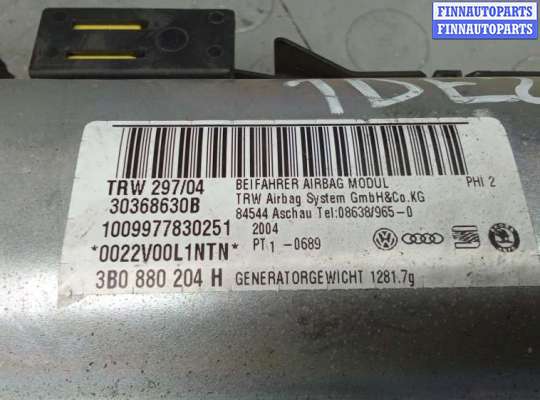 FINNAUTOPARTS
FINNAUTOPARTS
TRW 297/04
30368630B
1009977830251
*0022V00L1NTN*
3B0 880 204 H
BEIFAHRER AIRBAG MODUL PHI 2
TRW Airbag System GmbH&Co.KG
84544 Aschau Tel:08638/965-0
2004
PT1 -0689
GENERATORGEWICHT 1281.7g